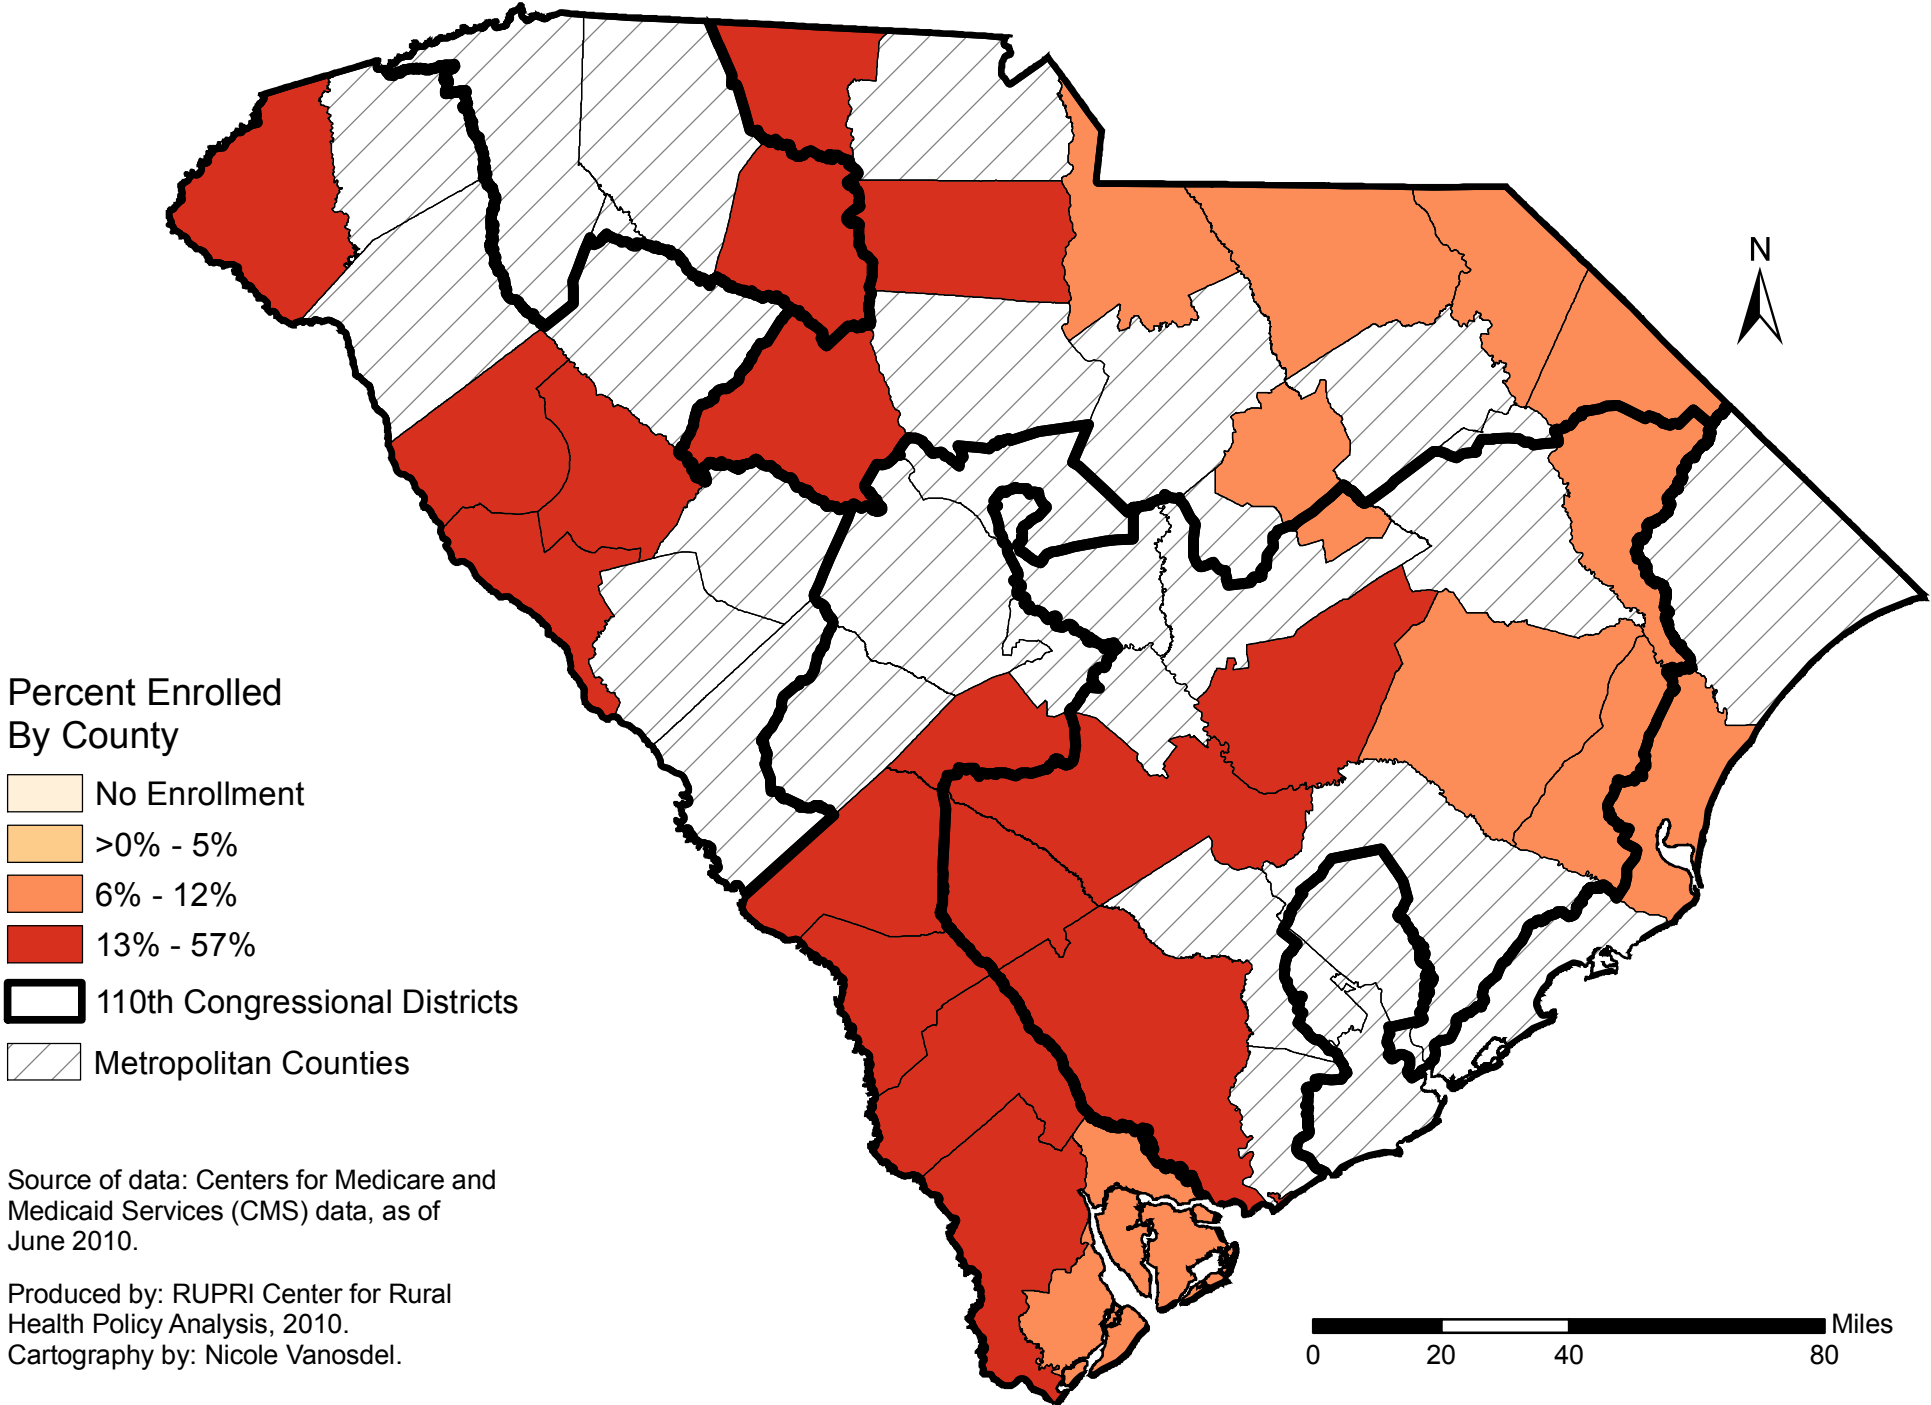 N
Percent Enrolled
By County
No Enrollment
>0% - 5%
6% - 12%
13% - 57%
110th Congressional Districts
Metropolitan Counties
Source of data: Centers for Medicare and
Medicaid Services (CMS) data, as of
June 2010.
Produced by: RUPRI Center for Rural
Health Policy Analysis, 2010.
Cartography by: Nicole Vanosdel.
Miles
0 20 40 80